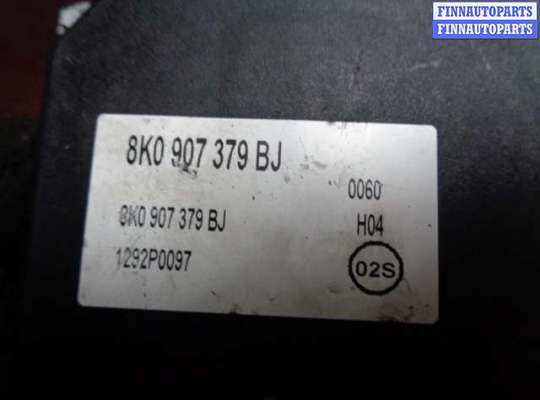 FINNAUTOPARTS
FINNAUTOPARTS
8K0 907 379 BJ
0060
8K0 907 379 BJ
H04
1292P0097
02S